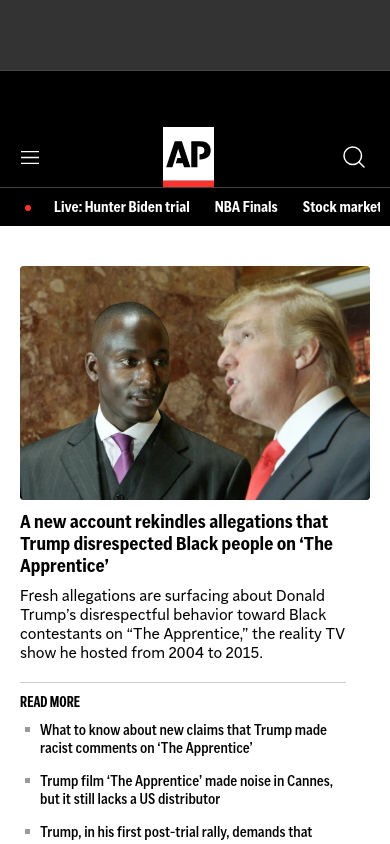 AP
Live: Hunter Biden trial NBA Finals Stock market
A new account rekindles allegations that
Trump disrespected Black people on ‘The
Apprentice’
Fresh allegations are surfacing about Donald
Trump’s disrespectful behavior toward Black
contestants on “The Apprentice,” the reality TV
show he hosted from 2004 to 2015.
READ MORE
What to know about new claims that Trump made
racist comments on ‘The Apprentice’
Trump film ‘The Apprentice’ made noise in Cannes,
but it still lacks a US distributor
Trump, in his first post-trial rally, demands that